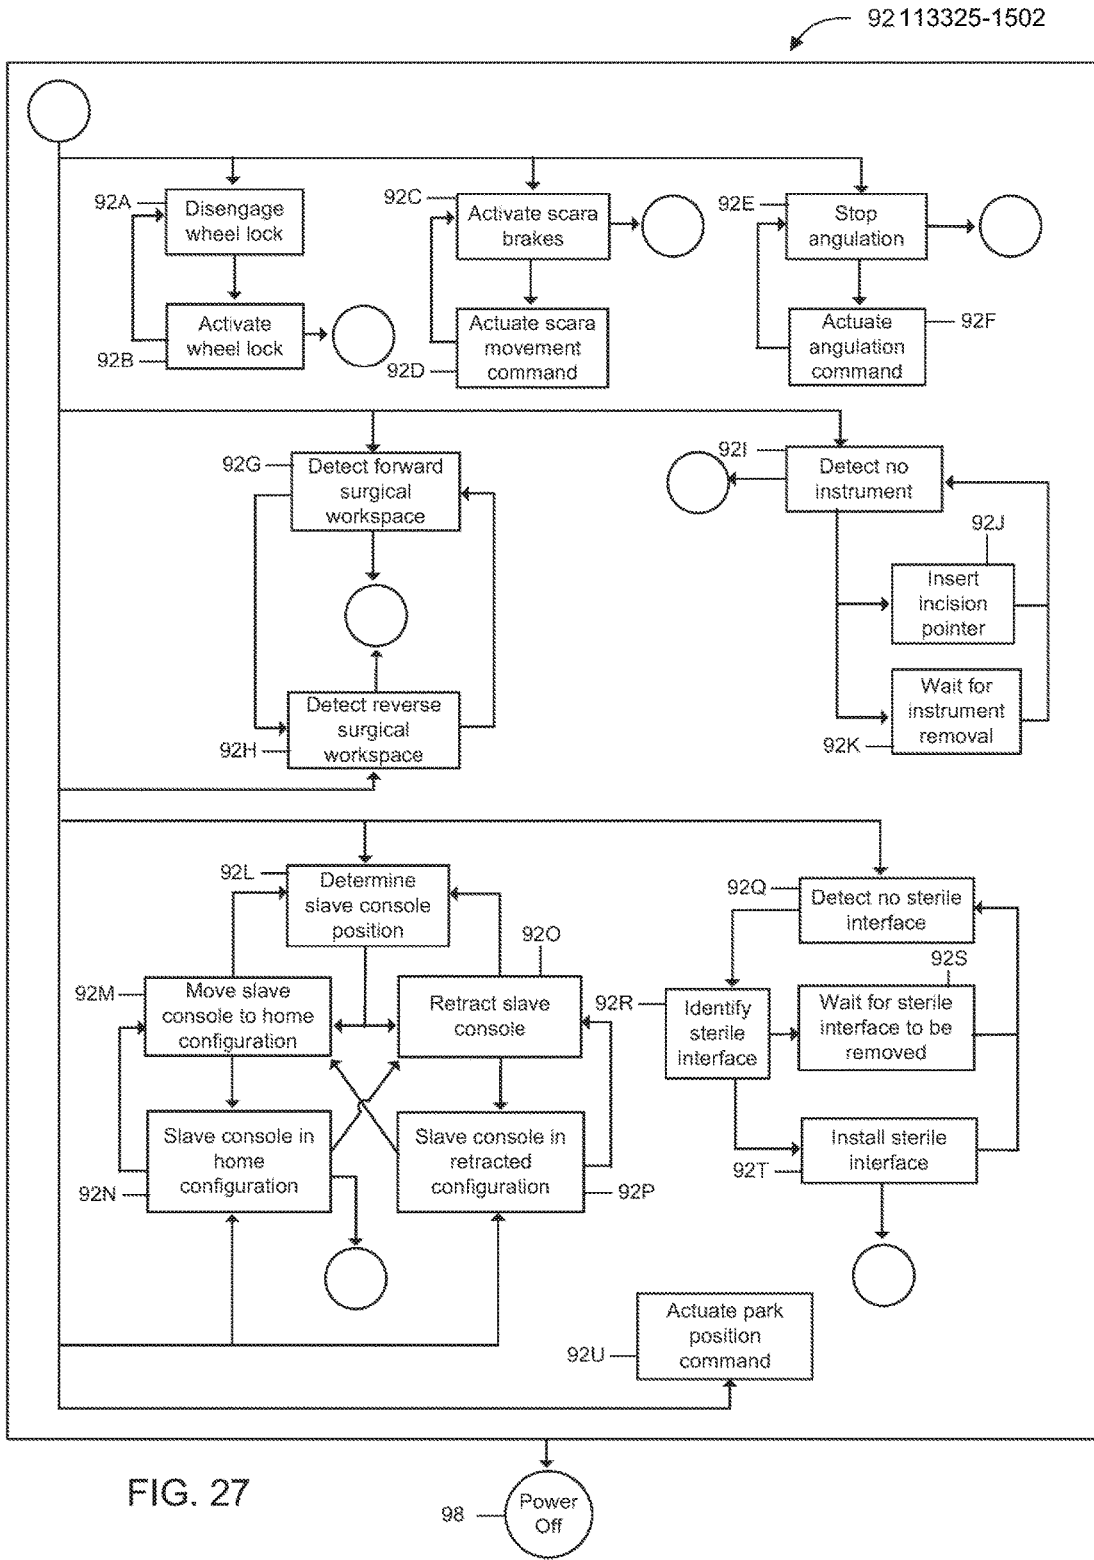 92 113325-1502
92A
Disengage
wheel lock
Activate
wheel lock
92B
92C
Activate scara
brakes
Actuate scara
movement
command
92D
92E
Stop
angulation
Actuate
angulation
command
92F
92G
Detect forward
surgical
workspace
Detect reverse
surgical
workspace
92H
92I
Detect no
instrument
92J
Insert
incision
pointer
Wait for
instrument
removal
92K
92L
Determine
slave console
position
92M
Move slave
console to home
configuration
92O
Retract slave
console
Slave console in
home
configuration
92N
Slave console in
retracted
configuration
92P
92Q
Detect no sterile
interface
92R
Identify
sterile
interface
92S
Wait for sterile
interface to be
removed
Install sterile
interface
92T
Actuate park
position
command
92U
FIG. 27
98
Power
Off